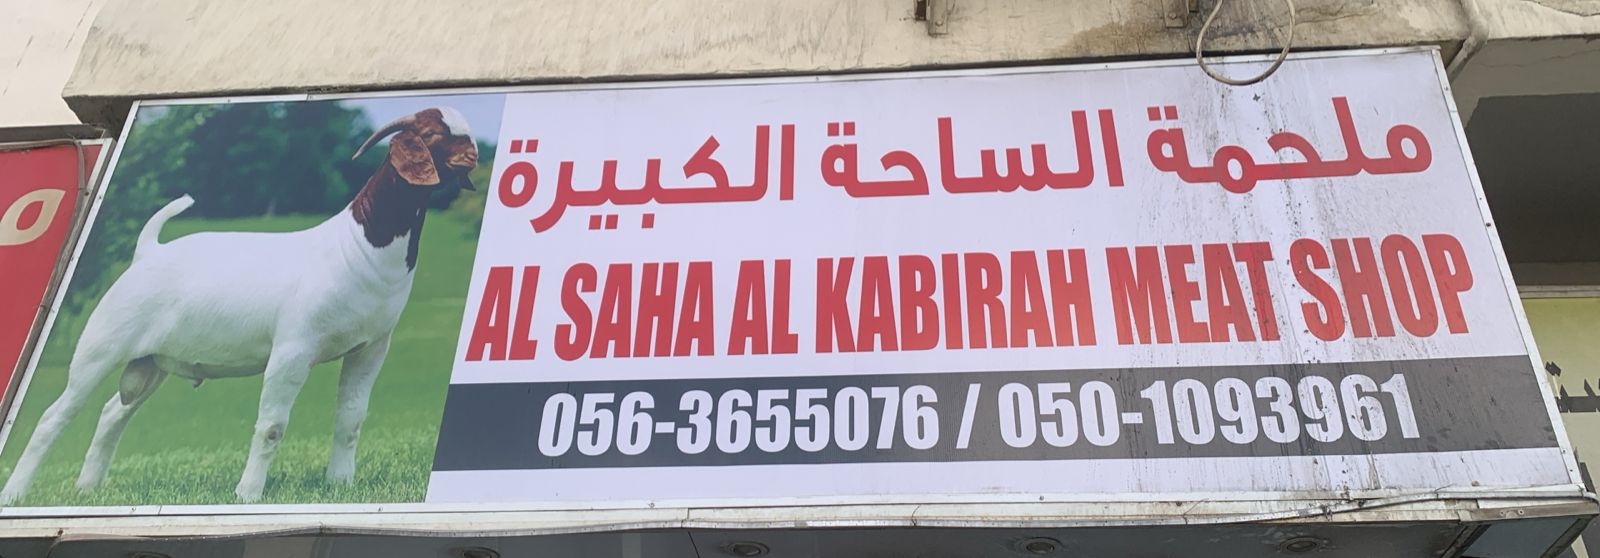 ملحمة الساحة الكبيرة
AL SAHA AL KABIRAH MEAT SHOP
056-3655076 / 050-1093961